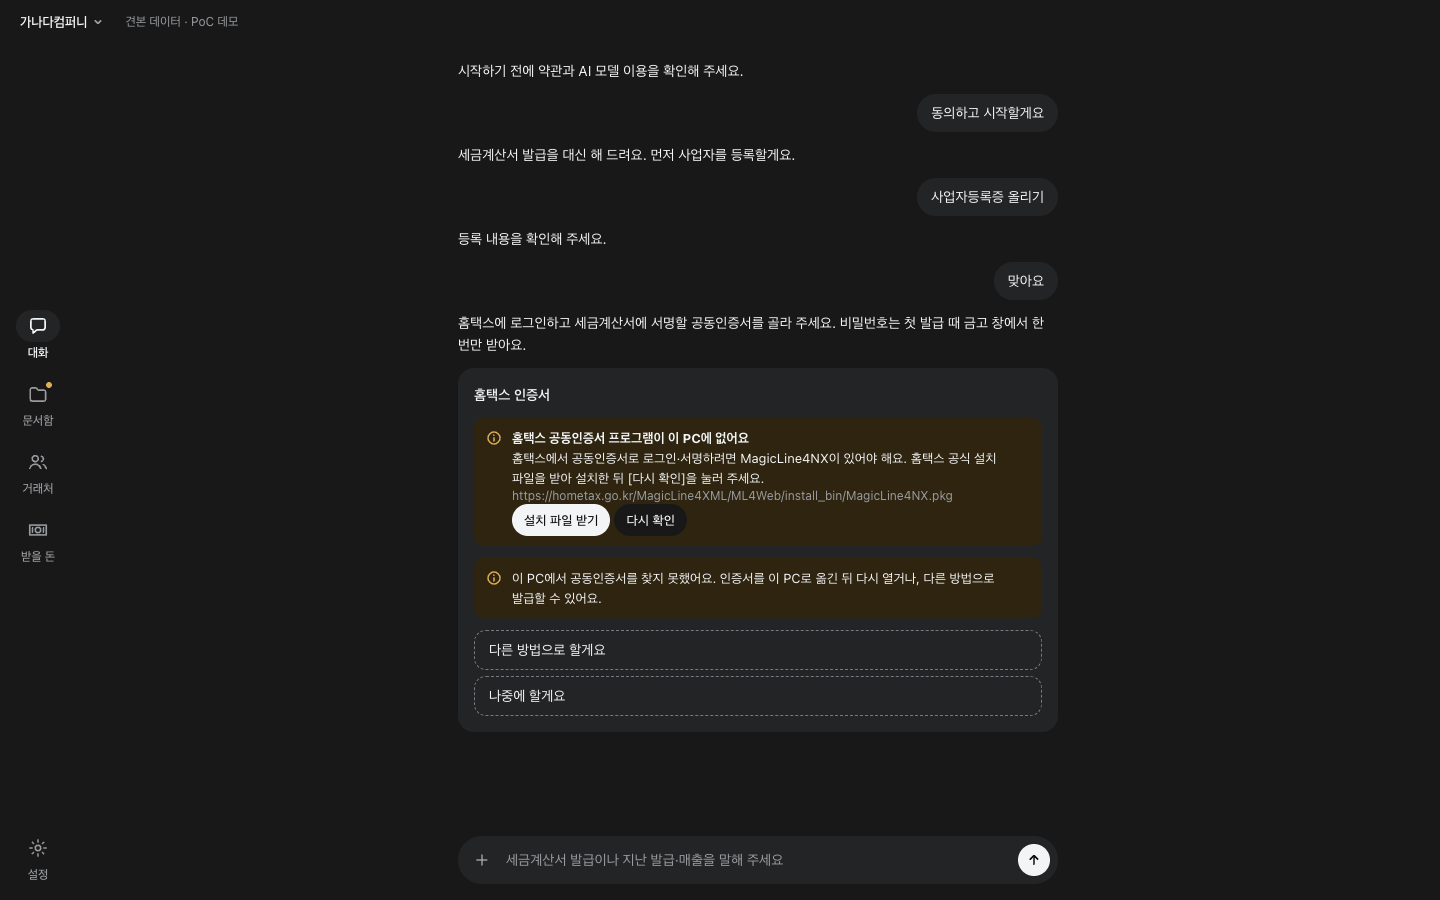 가나다컴퍼니
견본 데이터 · PoC 데모
시작하기 전에 약관과 AI 모델 이용을 확인해 주세요.
동의하고 시작할게요
세금계산서 발급을 대신 해 드려요. 먼저 사업자를 등록할게요.
사업자등록증 올리기
등록 내용을 확인해 주세요.
맞아요
홈택스에 로그인하고 세금계산서에 서명할 공동인증서를 골라 주세요. 비밀번호는 첫 발급 때 금고 창에서 한
번만 받아요.
홈택스 인증서
홈택스 공동인증서 프로그램이 이 PC에 없어요
홈택스에서 공동인증서로 로그인·서명하려면 MagicLine4NX이 있어야 해요. 홈택스 공식 설치
파일을 받아 설치한 뒤 [다시 확인]을 눌러 주세요.
https://hometax.go.kr/MagicLine4XML/ML4Web/install_bin/MagicLine4NX.pkg
설치 파일 받기
다시 확인
이 PC에서 공동인증서를 찾지 못했어요. 인증서를 이 PC로 옮긴 뒤 다시 열거나, 다른 방법으로
발급할 수 있어요.
다른 방법으로 할게요
나중에 할게요
대화
문서함
거래처
받을 돈
설정
세금계산서 발급이나 지난 발급·매출을 말해 주세요